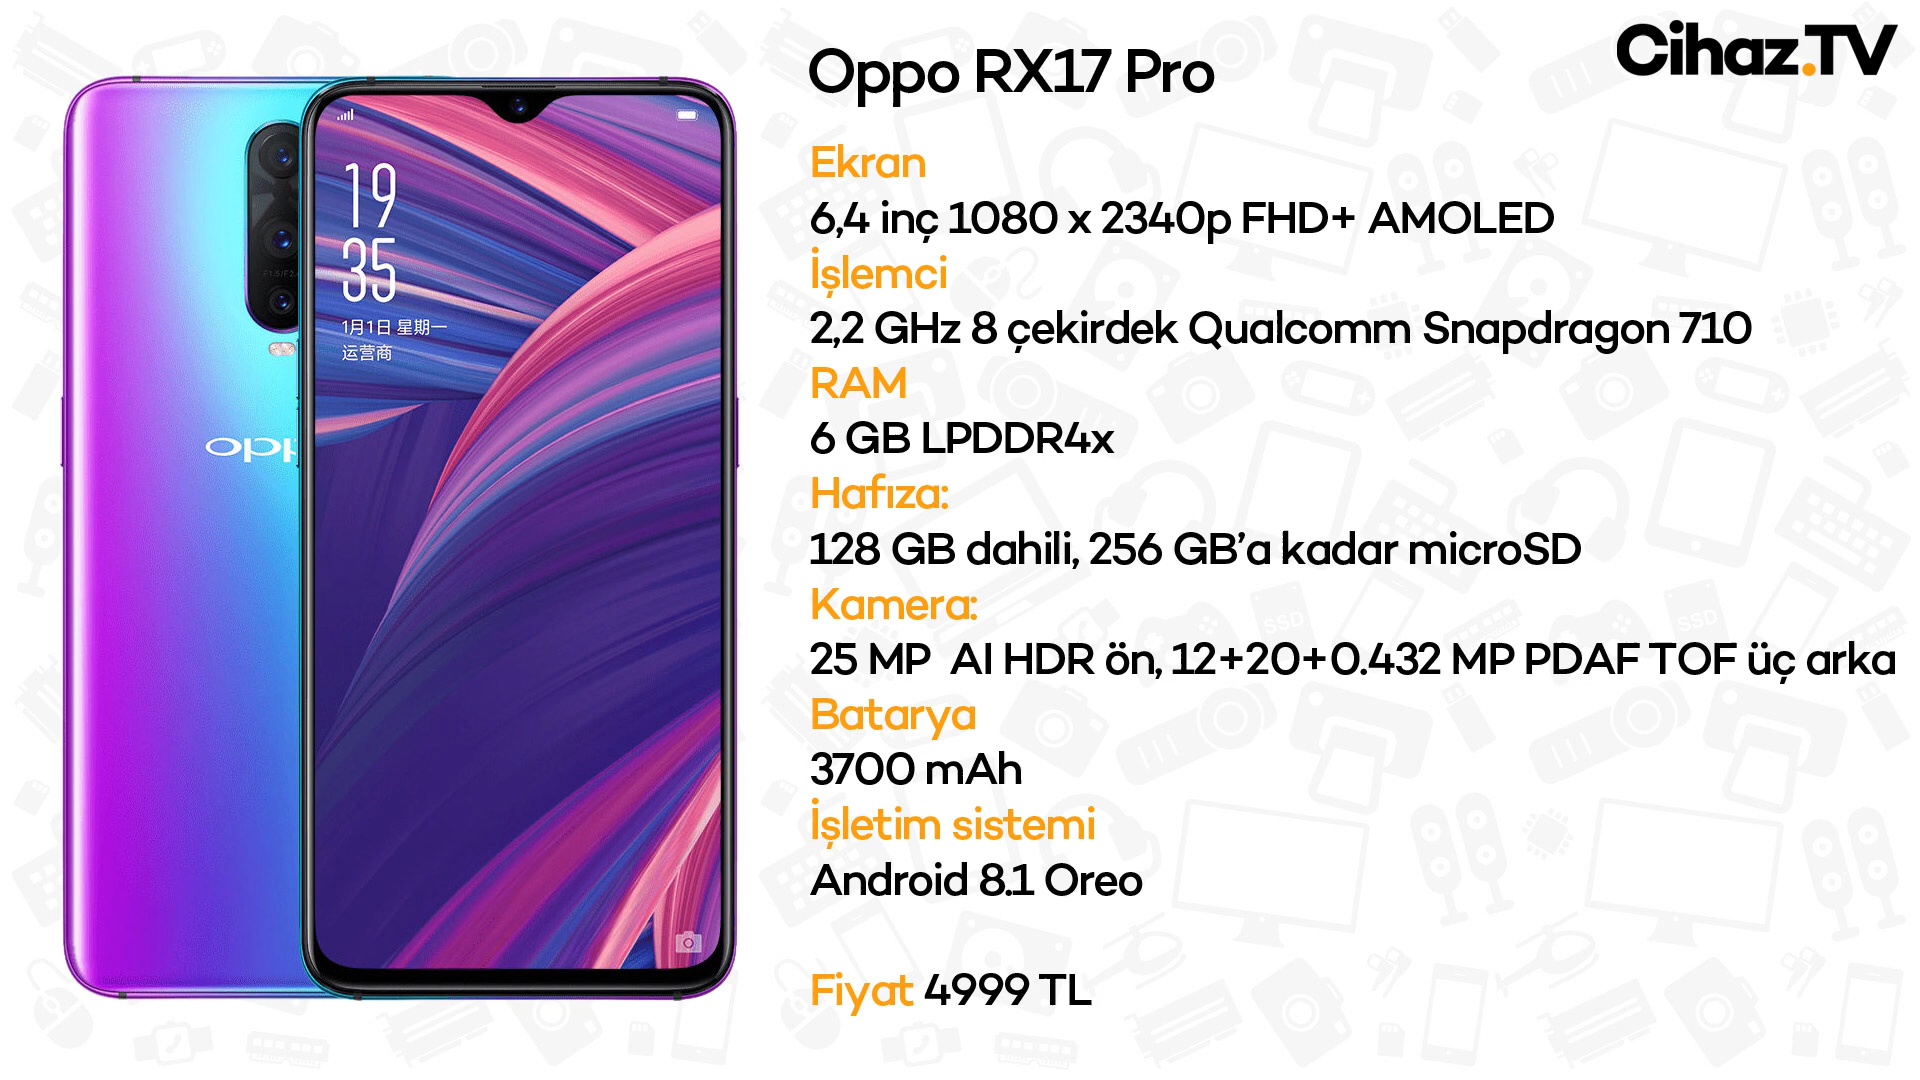 Cihaz.TV
Oppo RX17 Pro
Ekran
6,4 inç 1080 x 2340p FHD+ AMOLED
İşlemci
2,2 GHz 8 çekirdek Qualcomm Snapdragon 710
RAM
6 GB LPDDR4x
Hafıza:
128 GB dahili, 256 GB’a kadar microSD
Kamera:
25 MP  AI HDR ön, 12+20+0.432 MP PDAF TOF üç arka
Batarya
3700 mAh
İşletim sistemi
Android 8.1 Oreo
Fiyat 4999 TL
19
35
1月1日 星期一
运营商
SSD
SSD